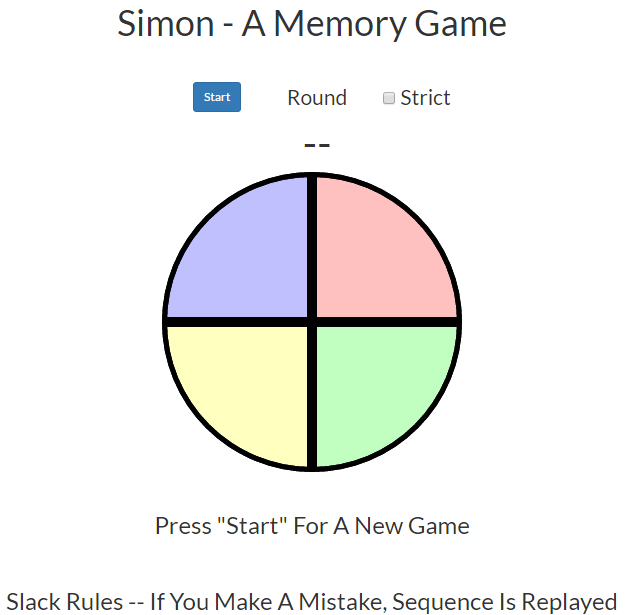 Simon - A Memory Game
Start Round Strict
--
Press "Start" For A New Game
Slack Rules -- If You Make A Mistake, Sequence Is Replayed